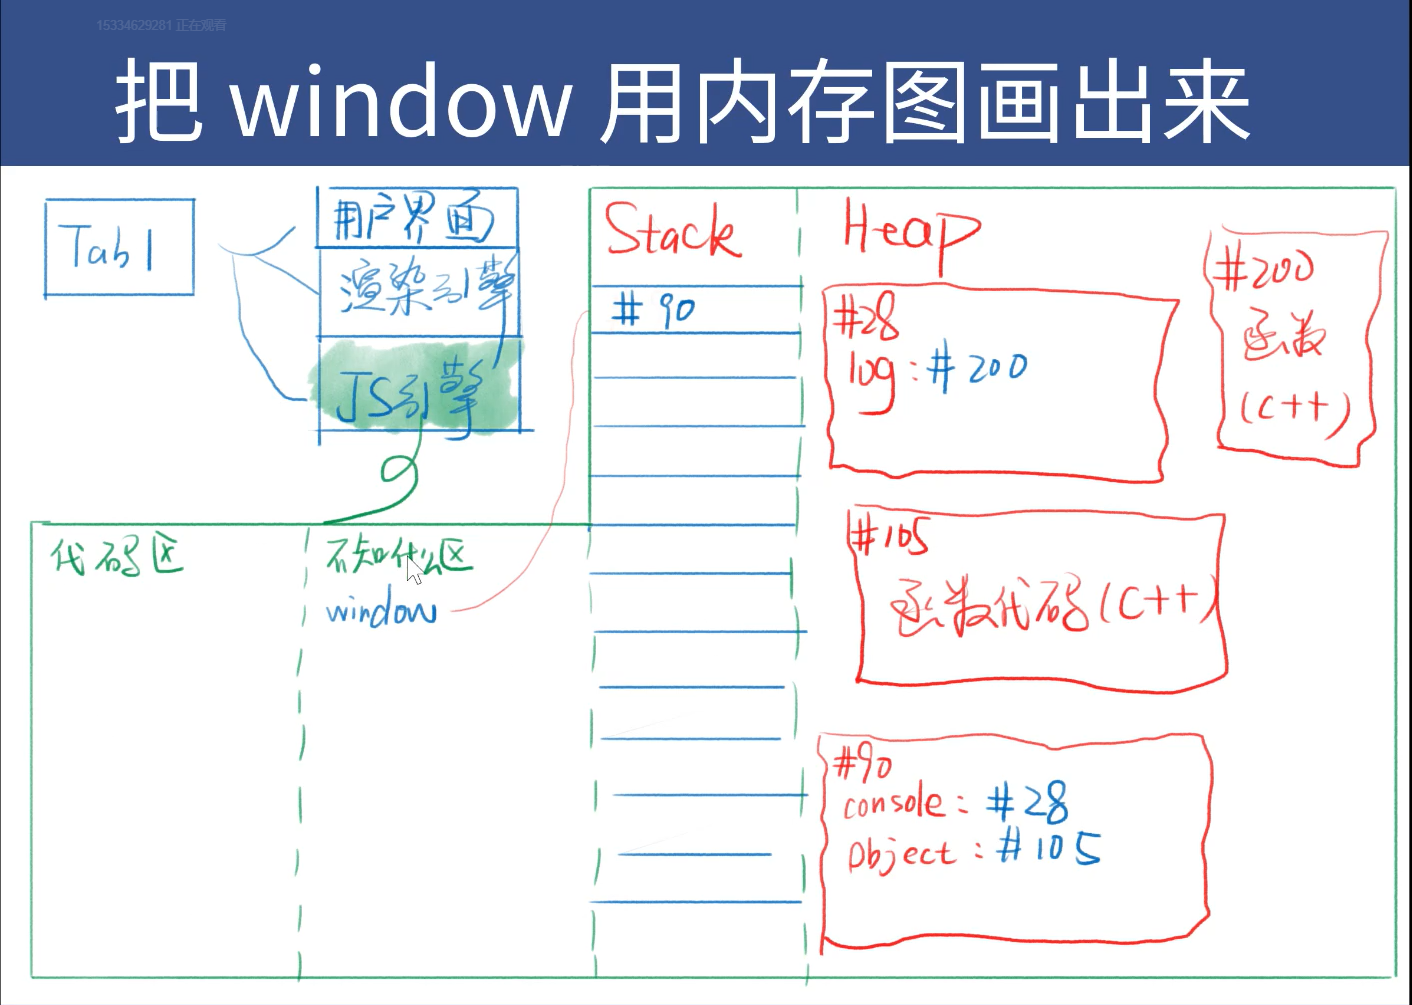 15334629281 正在观看
把 window 用内存图画出来
Tab1
用户界面
渲染引擎
JS引擎
代码区
不知什么区
window
Stack
#90
Heap
#28
log:#200
#200
函数
(C++)
#105
函数代码(C++)
#90
console:#28
Object:#105